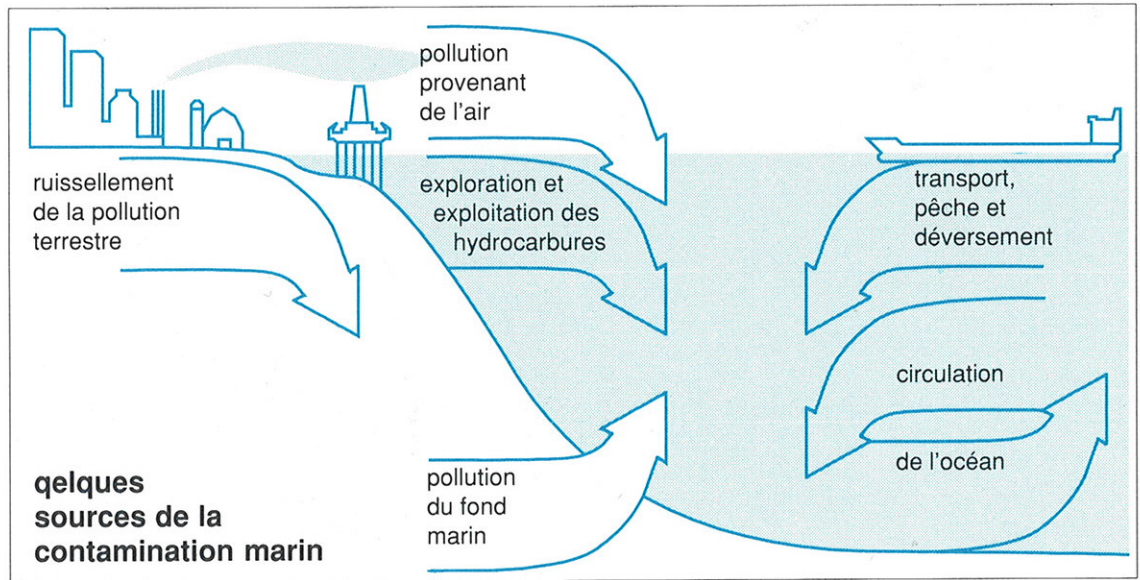 pollution
provenant
de l'air
ruissellement
de la pollution
terrestre
exploration et
exploitation des
hydrocarbures
transport,
pêche et
déversement
circulation
de l'océan
pollution
du fond
marin
qelques
sources de la
contamination marin